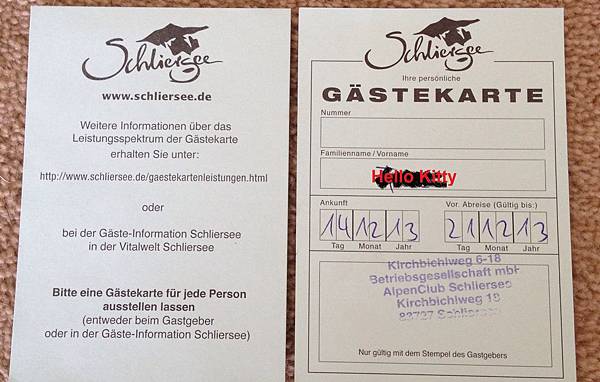 Schliersee
www.schliersee.de
Weitere Informationen über das
Leistungsspektrum der Gästekarte
erhalten Sie unter:
http://www.schliersee.de/gaestekartenleistungen.html
oder
bei der Gäste-Information Schliersee
in der Vitalwelt Schliersee
Bitte eine Gästekarte für jede Person
ausstellen lassen
(entweder beim Gastgeber
oder in der Gäste-Information Schliersee)
Schliersee
Ihre persönliche
GÄSTEKARTE
Nummer
Familienname / Vorname
Hello Kitty
Ankunft Vor. Abreise (Gültig bis:)
14 12 13 21 12 13
Tag Monat Jahr Tag Monat Jahr
Kirchbichlweg 6-18
Betriebsgesellschaft mbH
AlpenClub Schliersee
Kirchbichlweg 18
83727 Schliersee
Nur gültig mit dem Stempel des Gastgebers